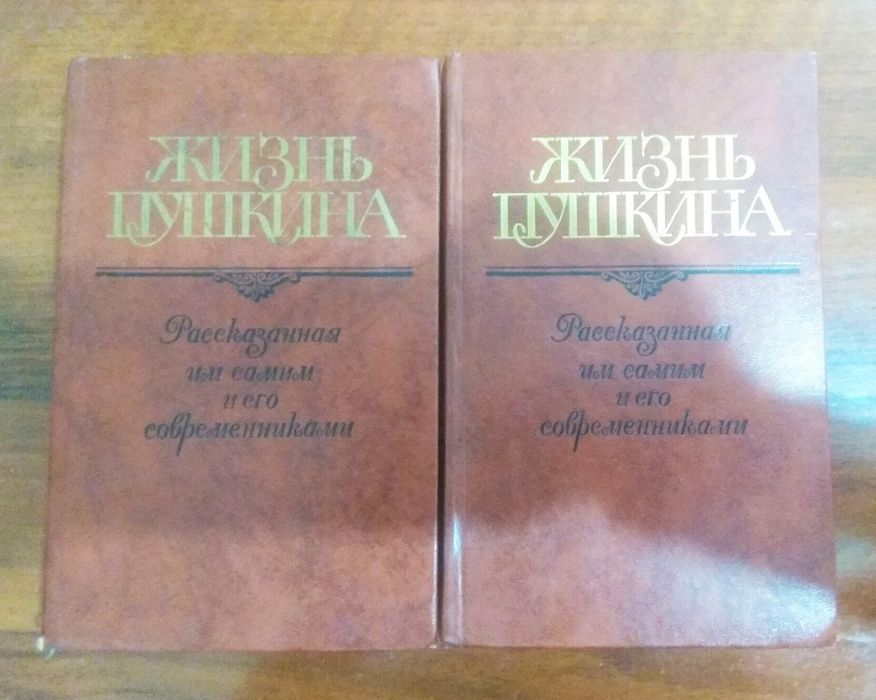 ЖИЗНЬ
ПУШКИНА
Рассказанная
им самим
и его
современниками
ЖИЗНЬ
ПУШКИНА
Рассказанная
им самим
и его
современниками